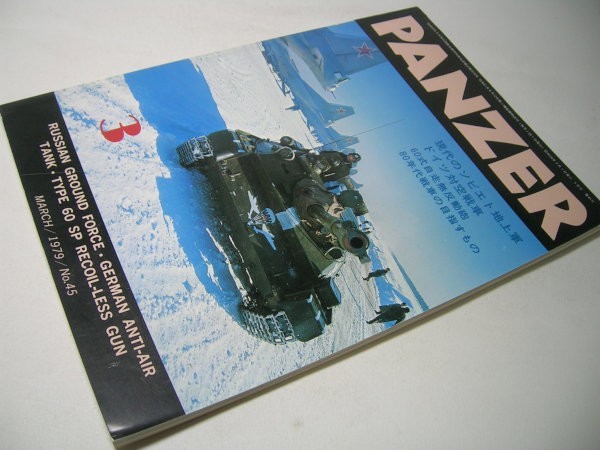 PANZER
現代のソビエト地上軍
ドイツ対空戦車
60式自走無反動砲
80年代戦車の目指すもの
3
RUSSIAN GROUND FORCE・GERMAN ANTI-AIR
TANK・TYPE 60 SP RECOIL-LESS GUN
MARCH/1979/No.45